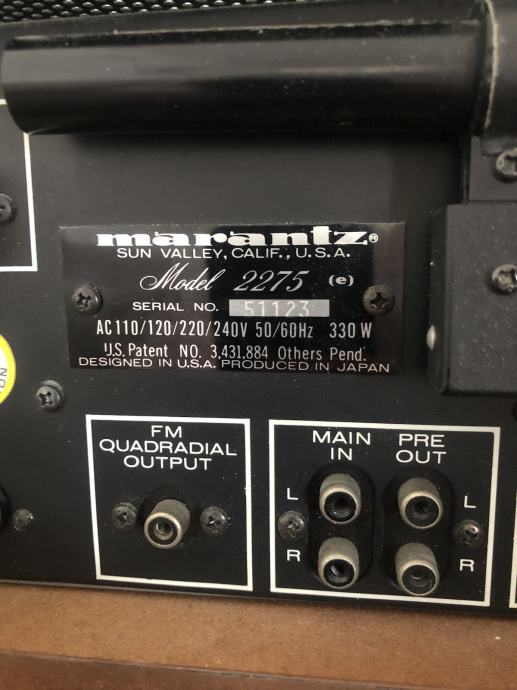 marantz®
SUN VALLEY, CALIF., U.S.A.
Model 2275 (e)
SERIAL NO. 51123
AC110/120/220/240V 50/60Hz 330W
U.S. Patent NO. 3,431,884 Others Pend.
DESIGNED IN U.S.A. PRODUCED IN JAPAN
FM
QUADRADIAL
OUTPUT
MAIN
IN
PRE
OUT
L
L
R
R